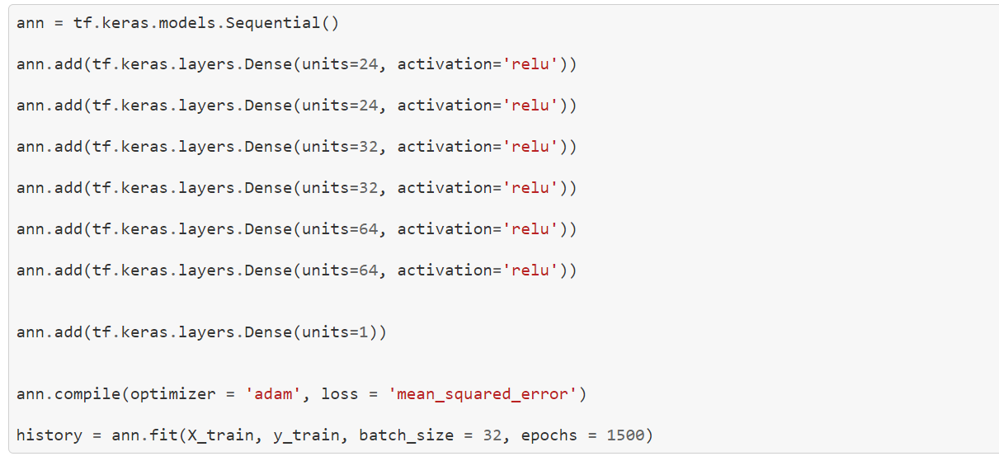 ann = tf.keras.models.Sequential()
ann.add(tf.keras.layers.Dense(units=24, activation='relu'))
ann.add(tf.keras.layers.Dense(units=24, activation='relu'))
ann.add(tf.keras.layers.Dense(units=32, activation='relu'))
ann.add(tf.keras.layers.Dense(units=32, activation='relu'))
ann.add(tf.keras.layers.Dense(units=64, activation='relu'))
ann.add(tf.keras.layers.Dense(units=64, activation='relu'))
ann.add(tf.keras.layers.Dense(units=1))
ann.compile(optimizer = 'adam', loss = 'mean_squared_error')
history = ann.fit(X_train, y_train, batch_size = 32, epochs = 1500)